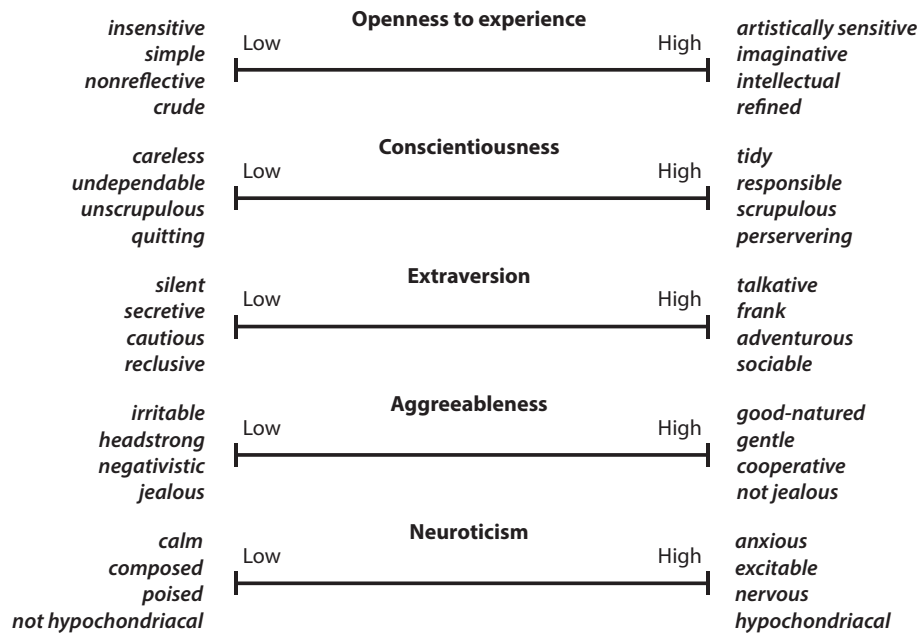 Openness to experience
insensitive
simple
nonreflective
crude
Low
High
artistically sensitive
imaginative
intellectual
refined
Conscientiousness
careless
undependable
unscrupulous
quitting
Low
High
tidy
responsible
scrupulous
perservering
Extraversion
silent
secretive
cautious
reclusive
Low
High
talkative
frank
adventurous
sociable
Aggreeableness
irritable
headstrong
negativistic
jealous
Low
High
good-natured
gentle
cooperative
not jealous
Neuroticism
calm
composed
poised
not hypochondriacal
Low
High
anxious
excitable
nervous
hypochondriacal